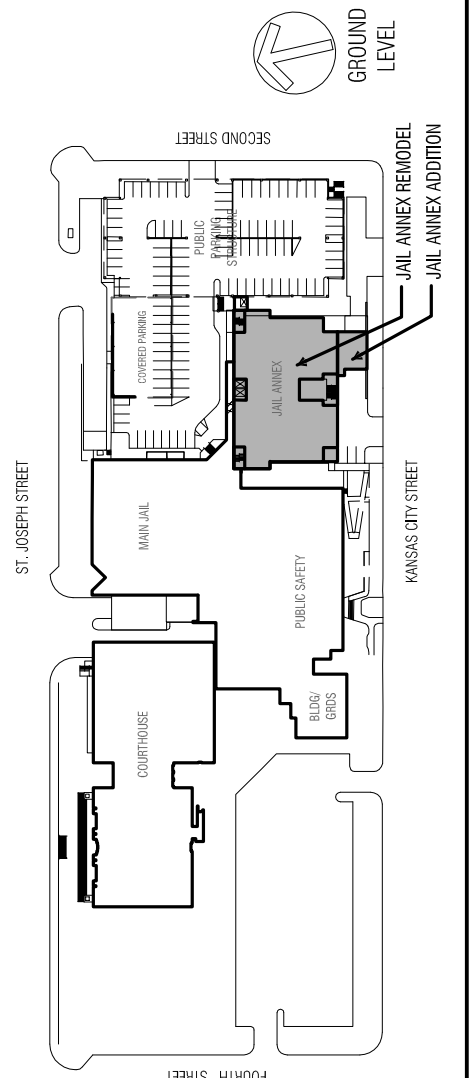 GROUND
LEVEL
SECOND STREET
JAIL ANNEX REMODEL
JAIL ANNEX ADDITION
PUBLIC
PARKING
STRUCTURE
COVERED PARKING
JAIL ANNEX
ST. JOSEPH STREET
MAIN JAIL
KANSAS CITY STREET
PUBLIC SAFETY
BLDG/
GRDS
COURTHOUSE
FOURTH STREET